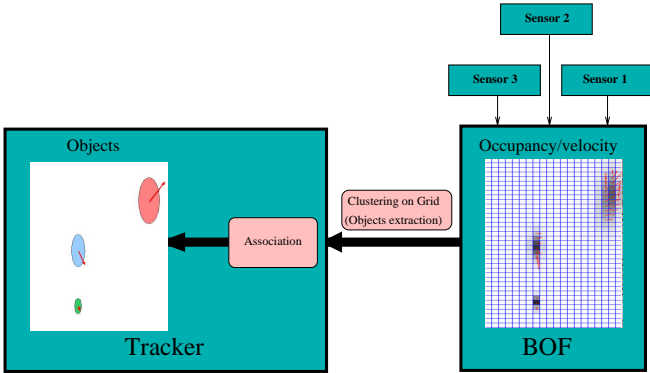 Sensor 2
Sensor 3
Sensor 1
Objects
Occupancy/velocity
Clustering on Grid
(Objects extraction)
Association
Tracker
BOF